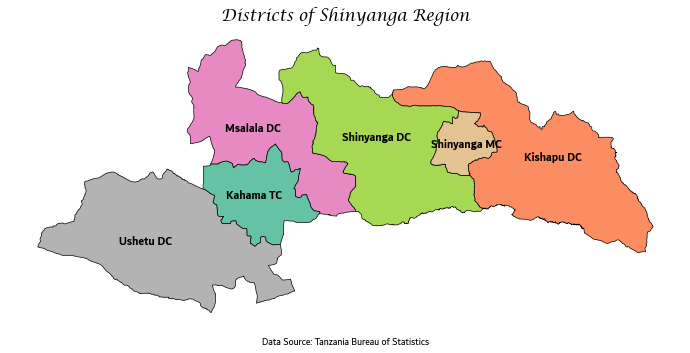 Districts of Shinyanga Region
Msalala DC
Shinyanga DC
Shinyanga MC
Kishapu DC
Kahama TC
Ushetu DC
Data Source: Tanzania Bureau of Statistics